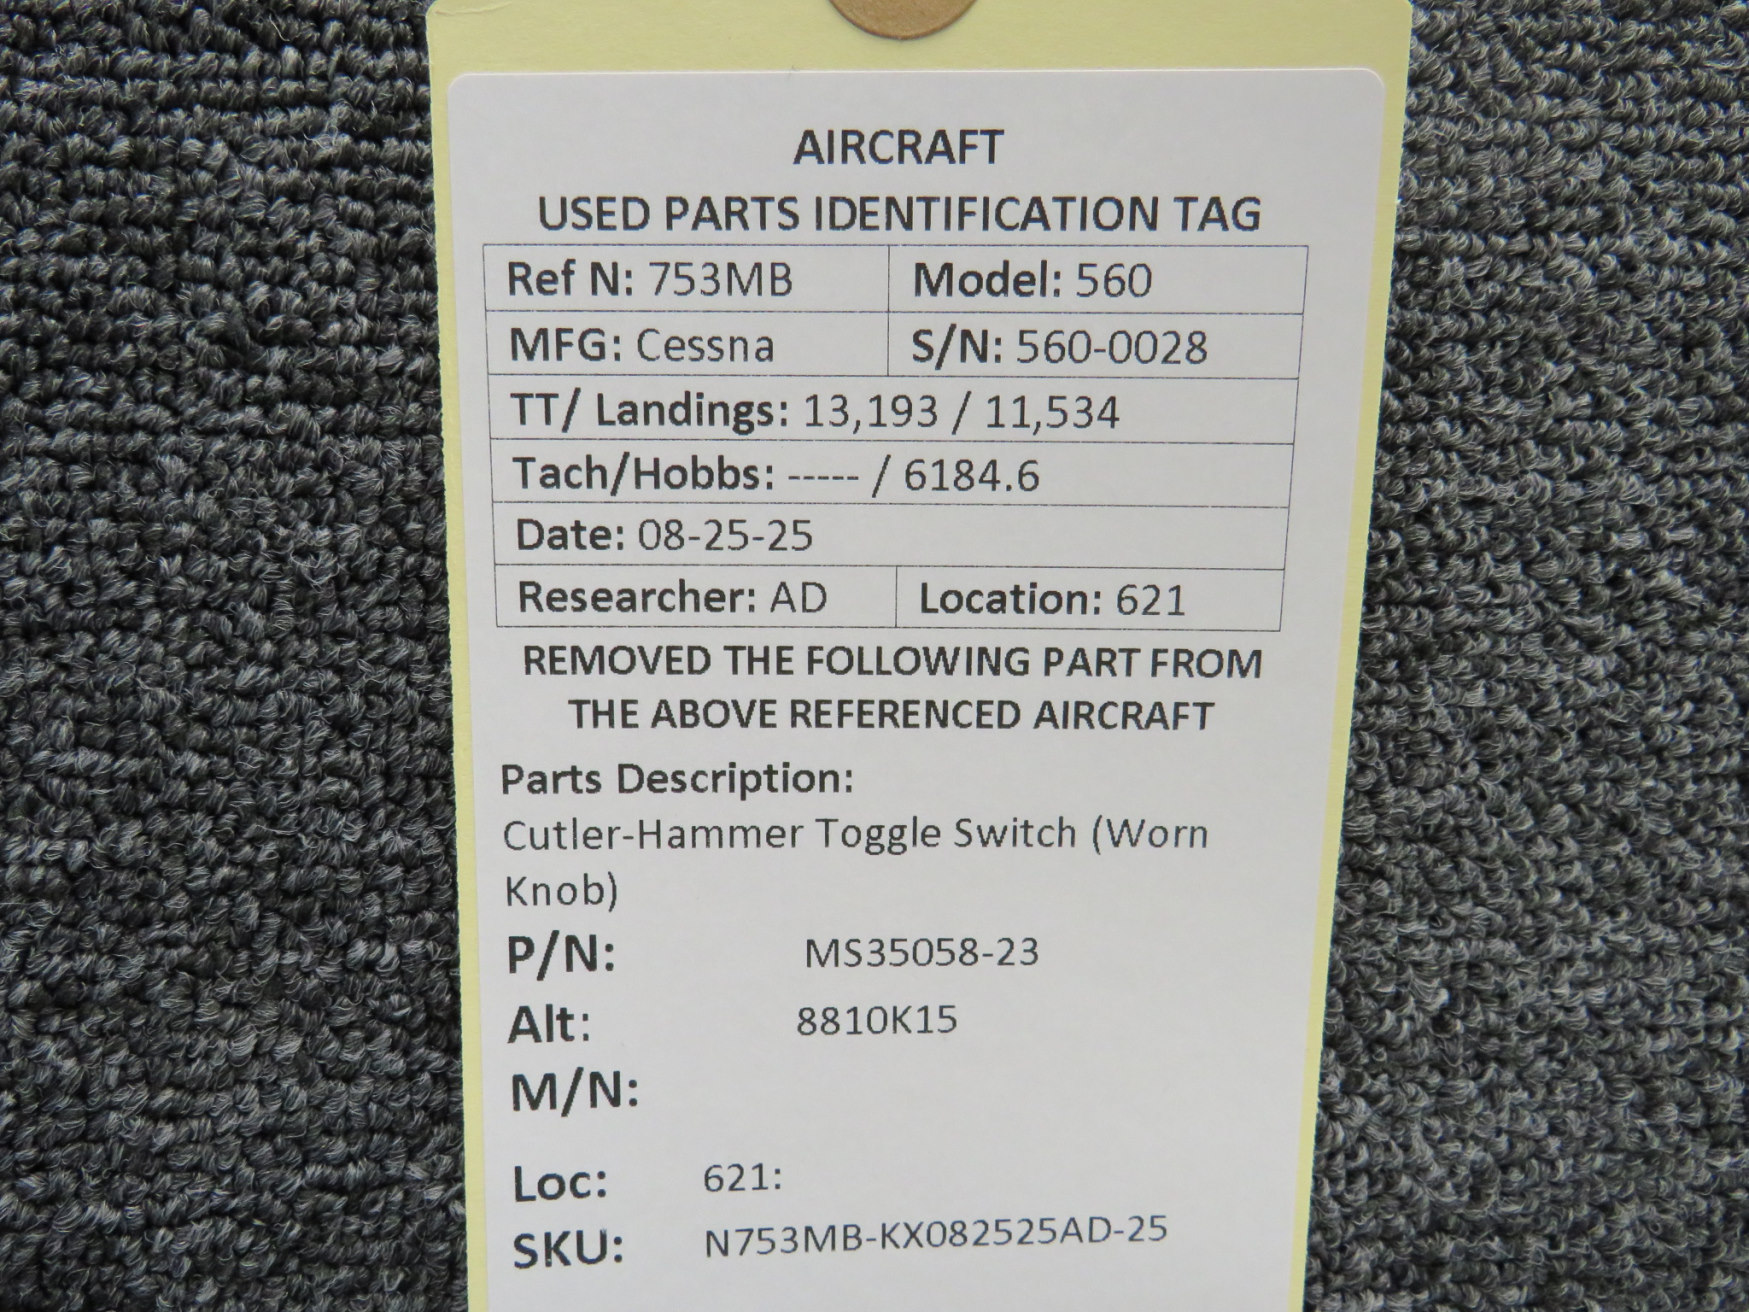 AIRCRAFT
USED PARTS IDENTIFICATION TAG
Ref N: 753MB Model: 560
MFG: Cessna S/N: 560-0028
TT/ Landings: 13,193 / 11,534
Tach/Hobbs: ----- / 6184.6
Date: 08-25-25
Researcher: AD Location: 621
REMOVED THE FOLLOWING PART FROM
THE ABOVE REFERENCED AIRCRAFT
Parts Description:
Cutler-Hammer Toggle Switch (Worn
Knob)
P/N: MS35058-23
Alt: 8810K15
M/N:
Loc: 621:
SKU: N753MB-KX082525AD-25